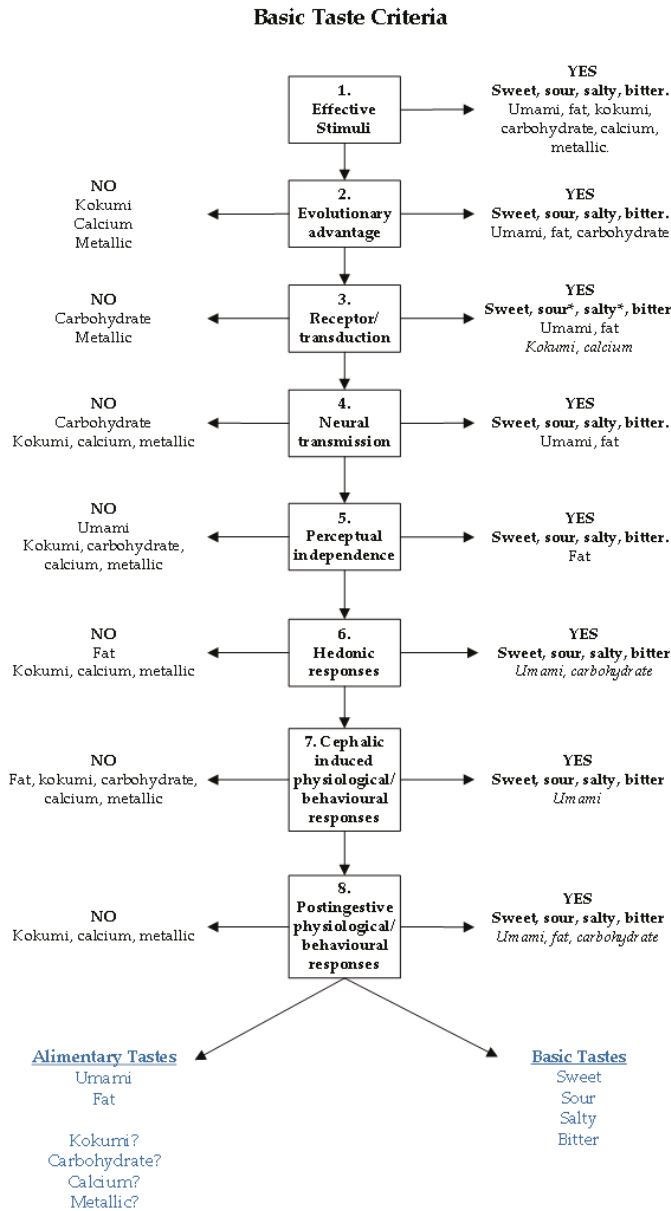 Basic Taste Criteria
1.
Effective
Stimuli
YES
Sweet, sour, salty, bitter.
Umami, fat, kokumi,
carbohydrate, calcium,
metallic.
NO
Kokumi
Calcium
Metallic
2.
Evolutionary
advantage
YES
Sweet, sour, salty, bitter.
Umami, fat, carbohydrate
NO
Carbohydrate
Metallic
3.
Receptor/
transduction
YES
Sweet, sour*, salty*, bitter
Umami, fat
Kokumi, calcium
NO
Carbohydrate
Kokumi, calcium, metallic
4.
Neural
transmission
YES
Sweet, sour, salty, bitter.
Umami, fat
NO
Umami
Kokumi, carbohydrate,
calcium, metallic
5.
Perceptual
independence
YES
Sweet, sour, salty, bitter.
Fat
NO
Fat
Kokumi, calcium, metallic
6.
Hedonic
responses
YES
Sweet, sour, salty, bitter
Umami, carbohydrate
NO
Fat, kokumi, carbohydrate,
calcium, metallic
7. Cephalic
induced
physiological/
behavioural
responses
YES
Sweet, sour, salty, bitter
Umami
NO
Kokumi, calcium, metallic
8.
Postingestive
physiological/
behavioural
responses
YES
Sweet, sour, salty, bitter
Umami, fat, carbohydrate
Alimentary Tastes
Umami
Fat
Kokumi?
Carbohydrate?
Calcium?
Metallic?
Basic Tastes
Sweet
Sour
Salty
Bitter